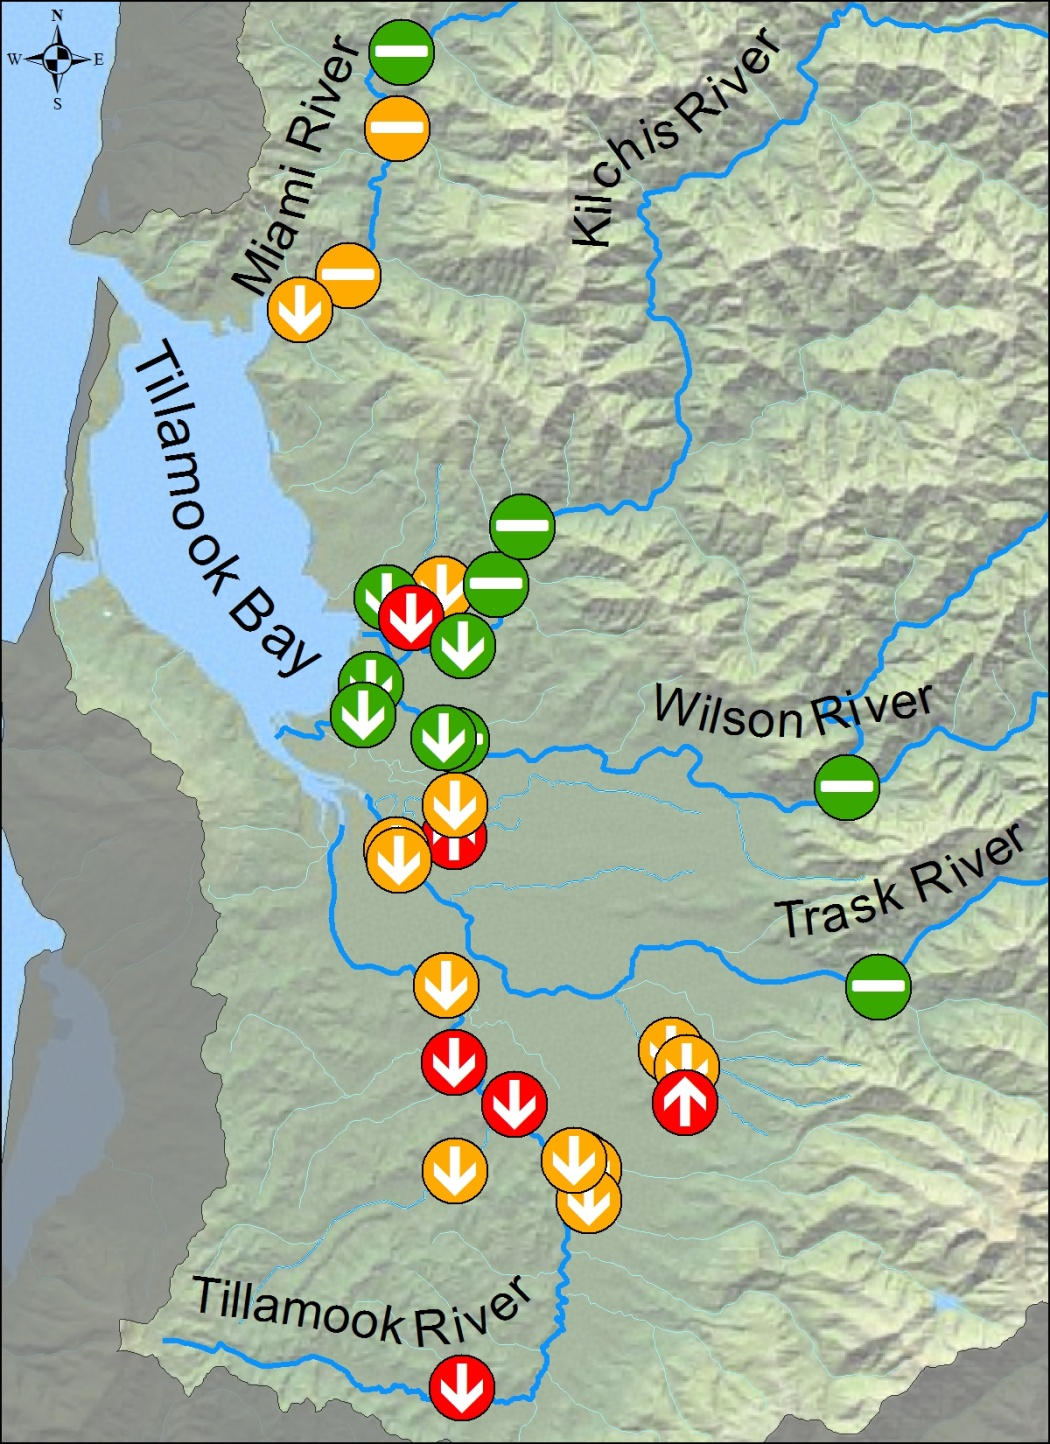 N
W E
S
Miami River
Kilchis River
Tillamook Bay
Wilson River
Trask River
Tillamook River